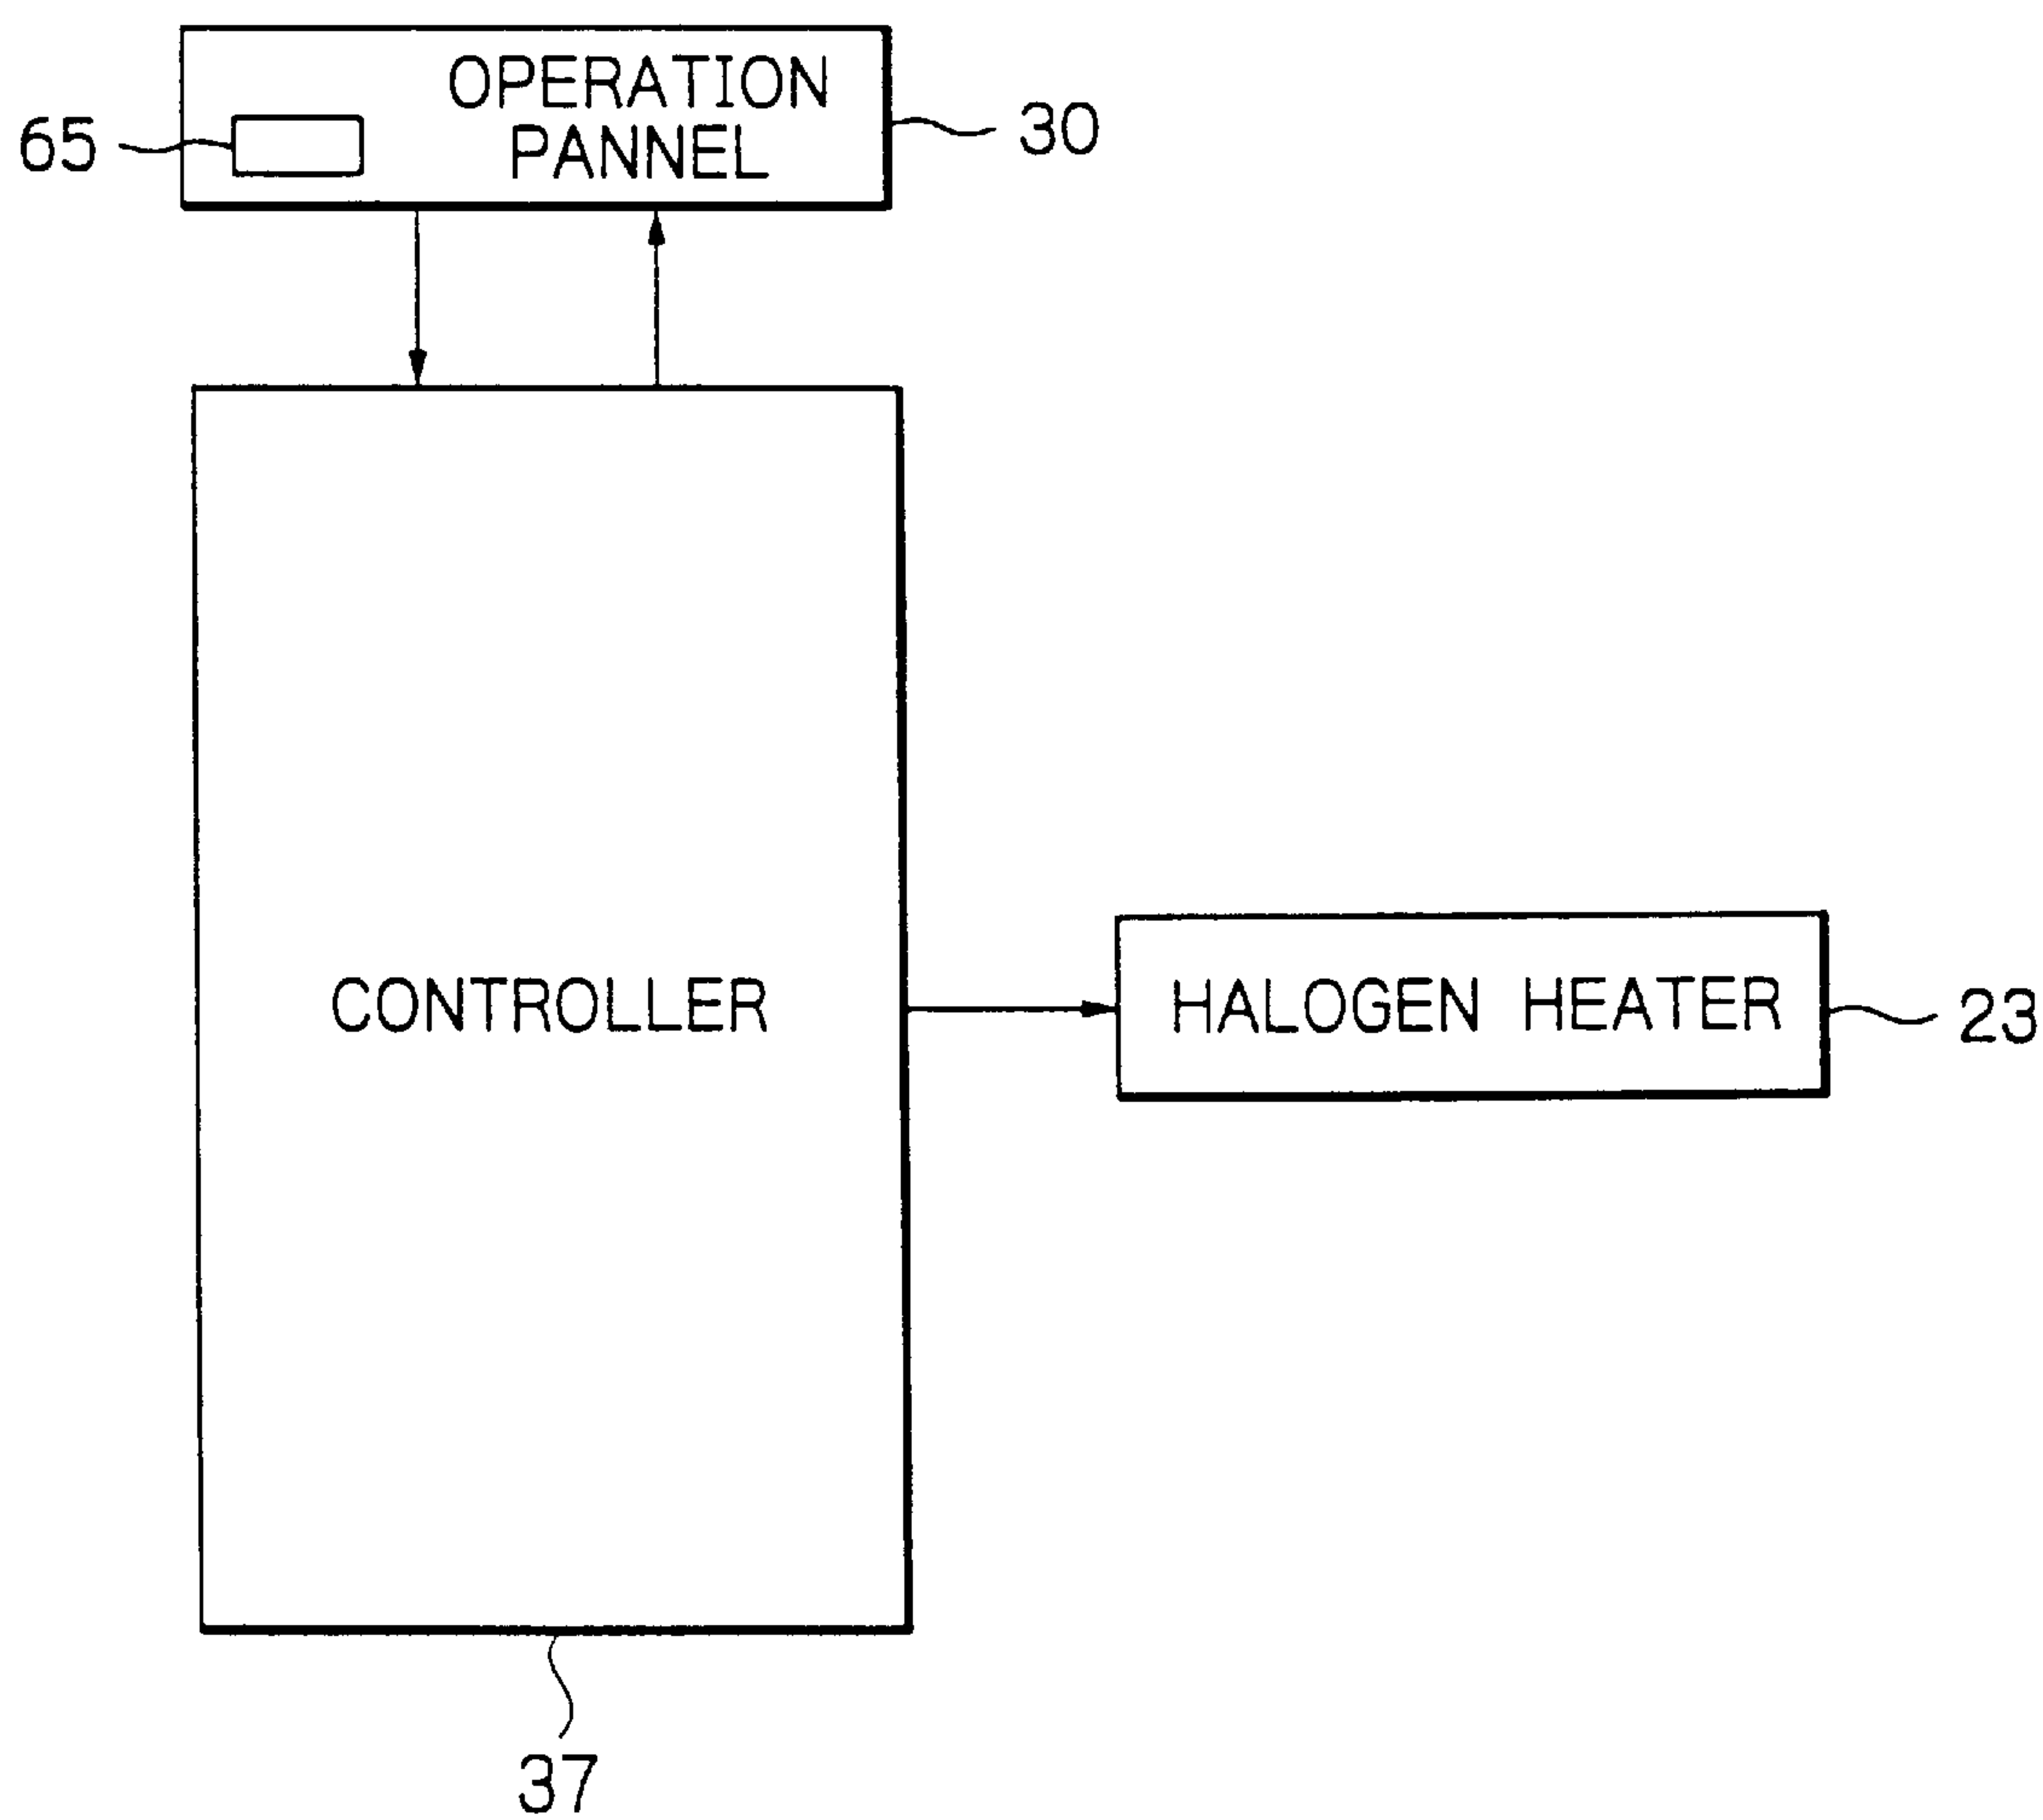 OPERATION
PANNEL
65
30
CONTROLLER
HALOGEN HEATER
23
37